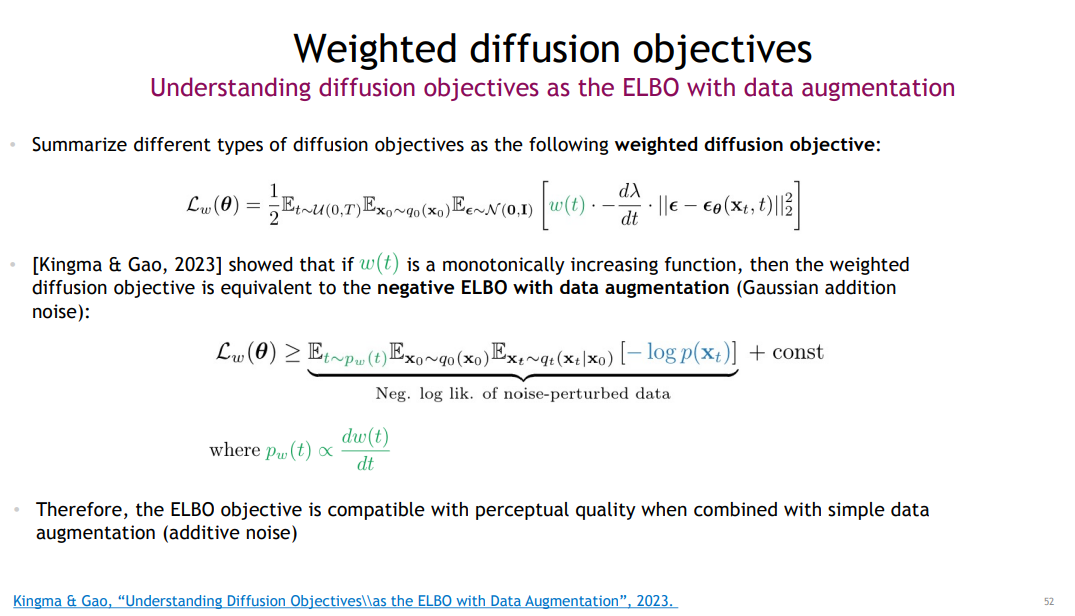 Weighted diffusion objectives
Understanding diffusion objectives as the ELBO with data augmentation
• Summarize different types of diffusion objectives as the following weighted diffusion objective:
$\mathcal{L}_w(\boldsymbol{\theta}) = \frac{1}{2}\mathbb{E}_{t\sim\mathcal{U}(0,T)}\mathbb{E}_{\mathbf{x}_0\sim q_0(\mathbf{x}_0)}\mathbb{E}_{\boldsymbol{\epsilon}\sim\mathcal{N}(\mathbf{0},\mathbf{I})}\left[w(t)\cdot -\frac{d\lambda}{dt}\cdot ||\boldsymbol{\epsilon}-\boldsymbol{\epsilon}_{\boldsymbol{\theta}}(\mathbf{x}_t,t)||_2^2\right]$
• [Kingma & Gao, 2023] showed that if $w(t)$ is a monotonically increasing function, then the weighted
diffusion objective is equivalent to the negative ELBO with data augmentation (Gaussian addition
noise):
$\mathcal{L}_w(\boldsymbol{\theta}) \geq \mathbb{E}_{t\sim p_w(t)}\mathbb{E}_{\mathbf{x}_0\sim q_0(\mathbf{x}_0)}\mathbb{E}_{\mathbf{x}_t\sim q_t(\mathbf{x}_t|\mathbf{x}_0)}[-\log p(\mathbf{x}_t)] + \text{const}$
Neg. log lik. of noise-perturbed data
where $p_w(t) \propto \frac{dw(t)}{dt}$
• Therefore, the ELBO objective is compatible with perceptual quality when combined with simple data
augmentation (additive noise)
Kingma & Gao, “Understanding Diffusion Objectives\\as the ELBO with Data Augmentation”, 2023.
52